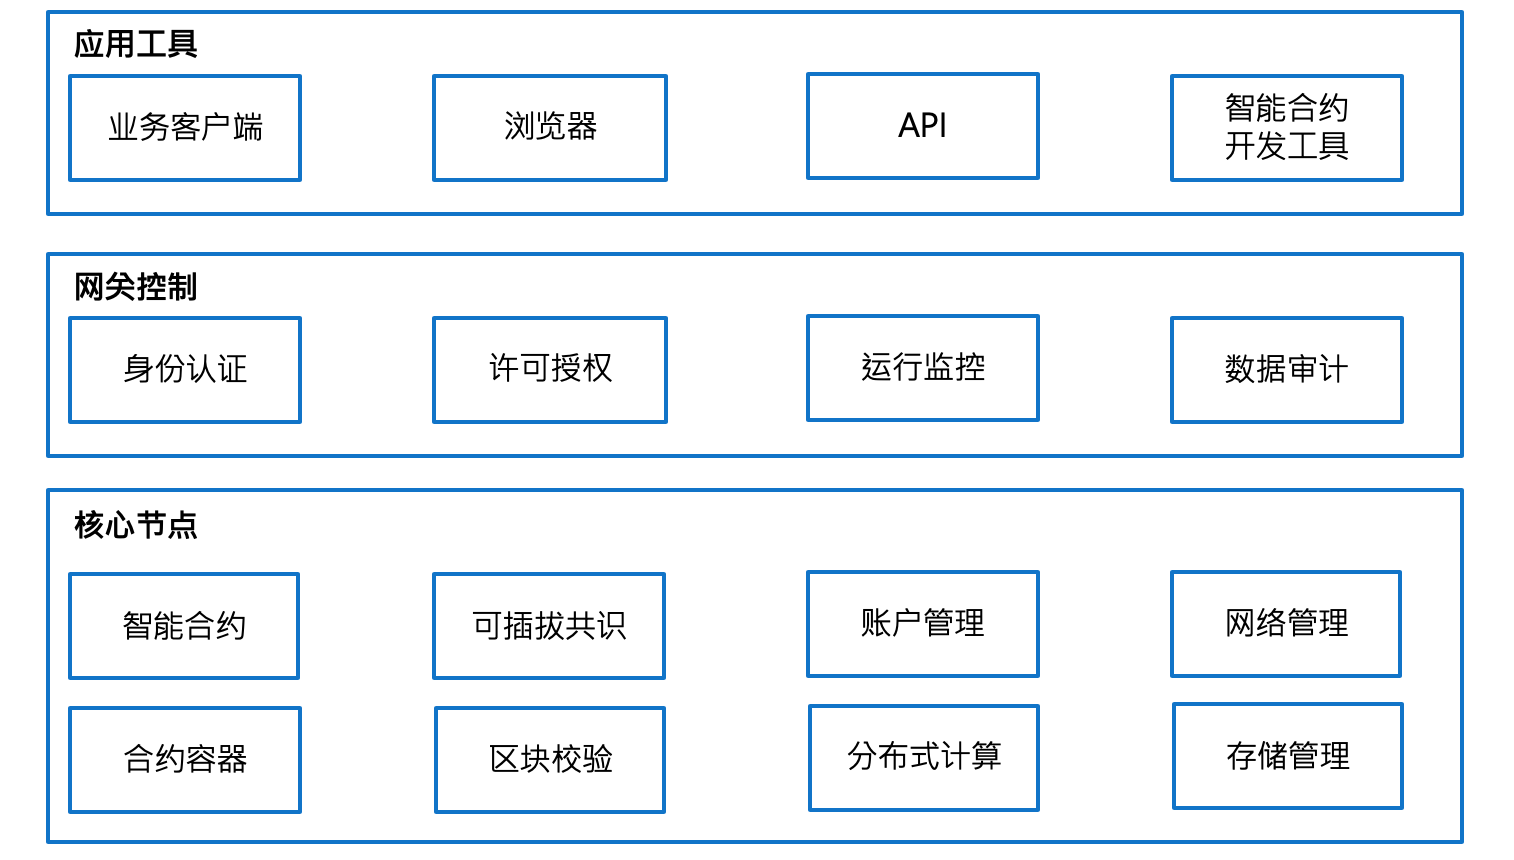 应用工具
业务客户端
浏览器
API
智能合约
开发工具
网关控制
身份认证
许可授权
运行监控
数据审计
核心节点
智能合约
可插拔共识
账户管理
网络管理
合约容器
区块校验
分布式计算
存储管理